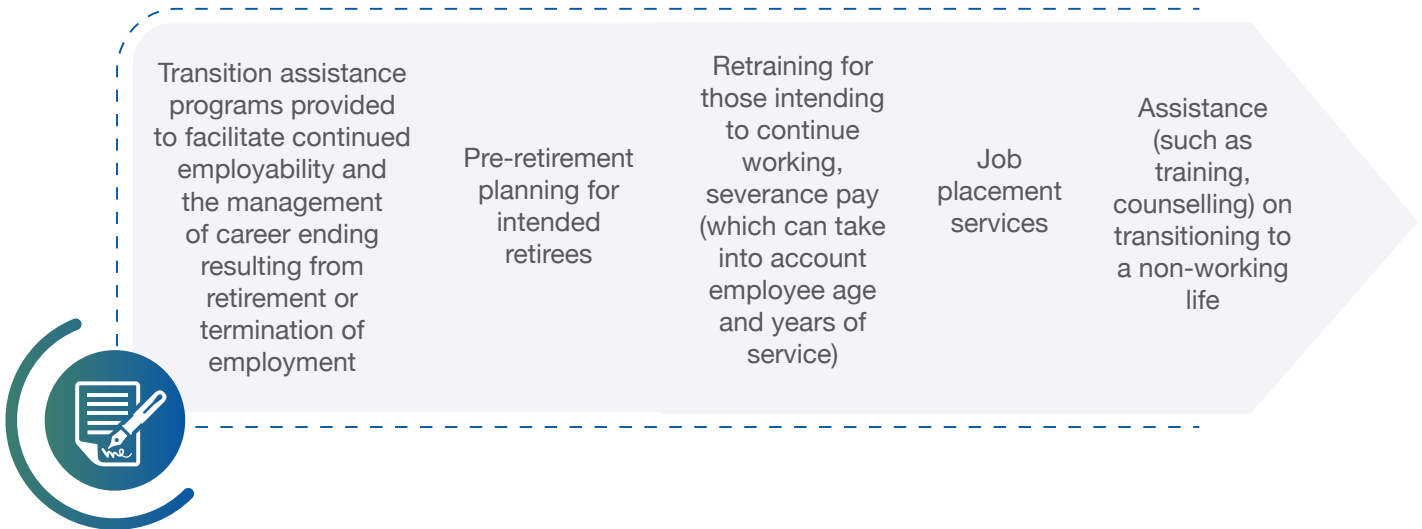 Transition assistance
programs provided
to facilitate continued
employability and
the management
of career ending
resulting from
retirement or
termination of
employment
Pre-retirement
planning for
intended
retirees
Retraining for
those intending
to continue
working,
severance pay
(which can take
into account
employee age
and years of
service)
Job
placement
services
Assistance
(such as
training,
counselling) on
transitioning to
a non-working
life